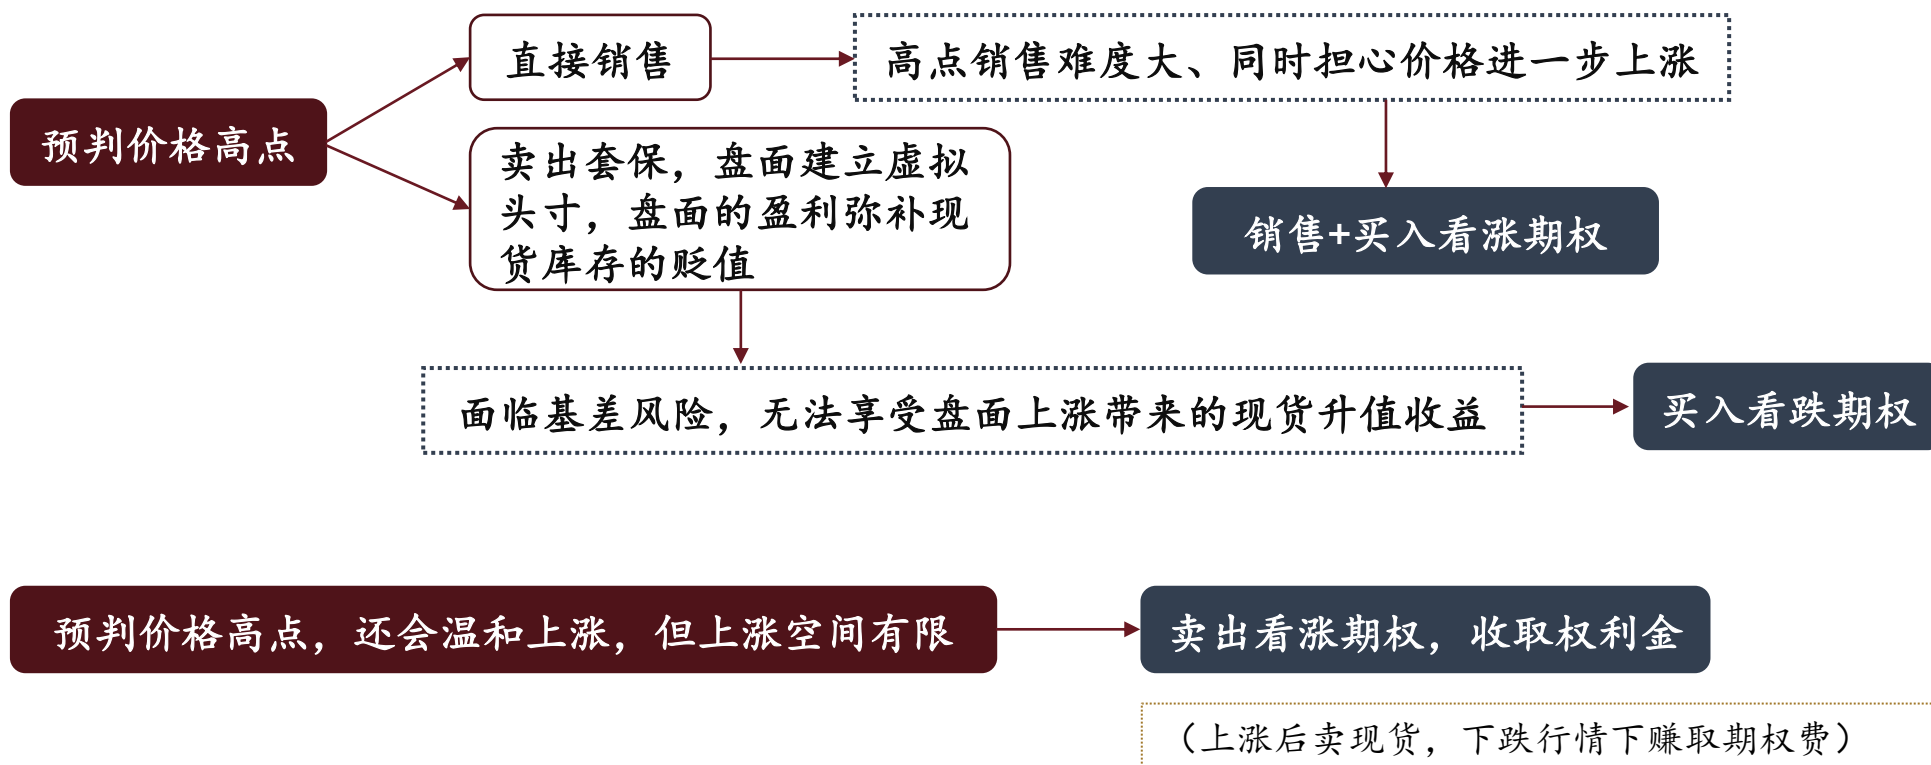 直接销售
高点销售难度大、同时担心价格进一步上涨
预判价格高点
卖出套保，盘面建立虚拟
头寸，盘面的盈利弥补现
货库存的贬值
销售+买入看涨期权
面临基差风险，无法享受盘面上涨带来的现货升值收益
买入看跌期权
预判价格高点，还会温和上涨，但上涨空间有限
卖出看涨期权，收取权利金
（上涨后卖现货，下跌行情下赚取期权费）